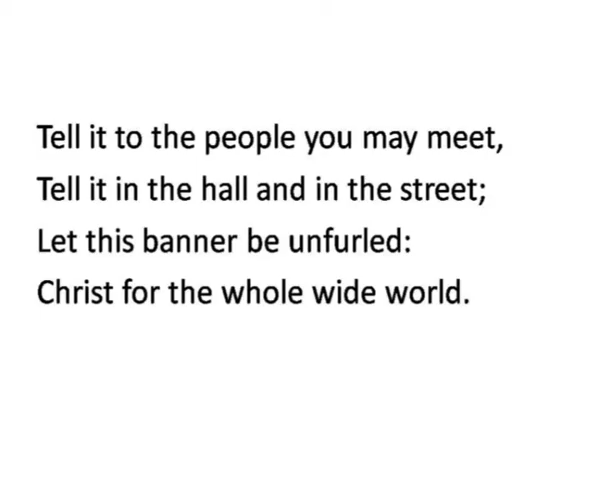 Tell it to the people you may meet,
Tell it in the hall and in the street;
Let this banner be unfurled:
Christ for the whole wide world.